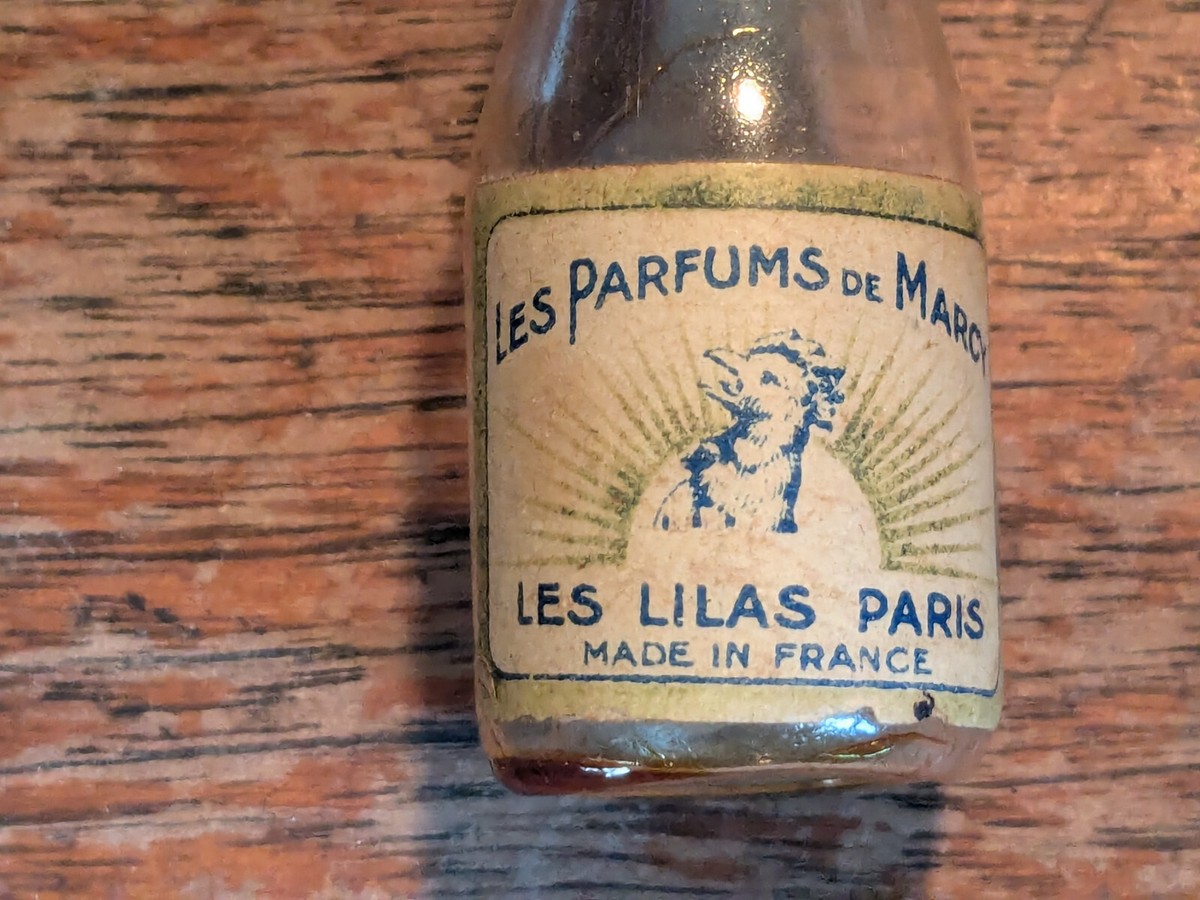 LES PARFUMS DE MARCY
LES LILAS PARIS
MADE IN FRANCE